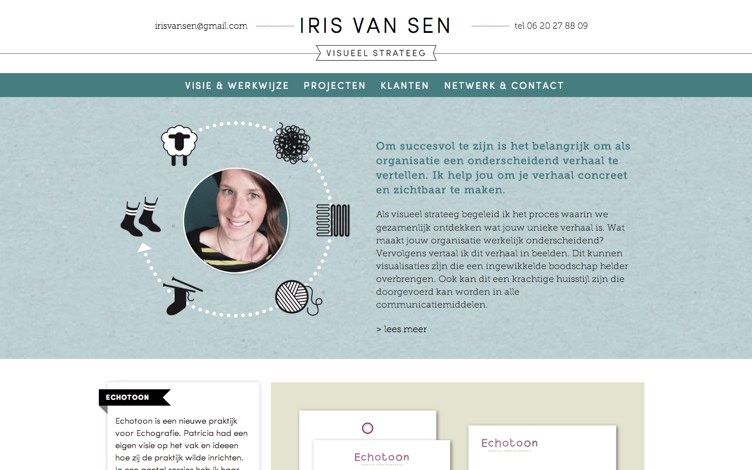 irisvansen@gmail.com
IRIS VAN SEN
tel 06 20 27 88 09
VISUEEL STRATEEG
VISIE & WERKWIJZE PROJECTEN KLANTEN NETWERK & CONTACT
Om succesvol te zijn is het belangrijk om als
organisatie een onderscheidend verhaal te
vertellen. Ik help jou om je verhaal concreet
en zichtbaar te maken.
Als visueel strateeg begeleid ik het proces waarin we
gezamenlijk ontdekken wat jouw unieke verhaal is. Wat
maakt jouw organisatie werkelijk onderscheidend?
Vervolgens vertaal ik dit verhaal in beelden. Dit kunnen
visualisaties zijn die een ingewikkelde boodschap helder
overbrengen. Ook kan dit een krachtige huisstijl zijn die
doorgevoerd kan worden in alle
communicatiemiddelen.
> lees meer
ECHOTOON
Echotoon is een nieuwe praktijk
voor Echografie. Patricia had een
eigen visie op het vak en ideeen
hoe zij de praktijk wilde inrichten.
Echotoon
Echotoon